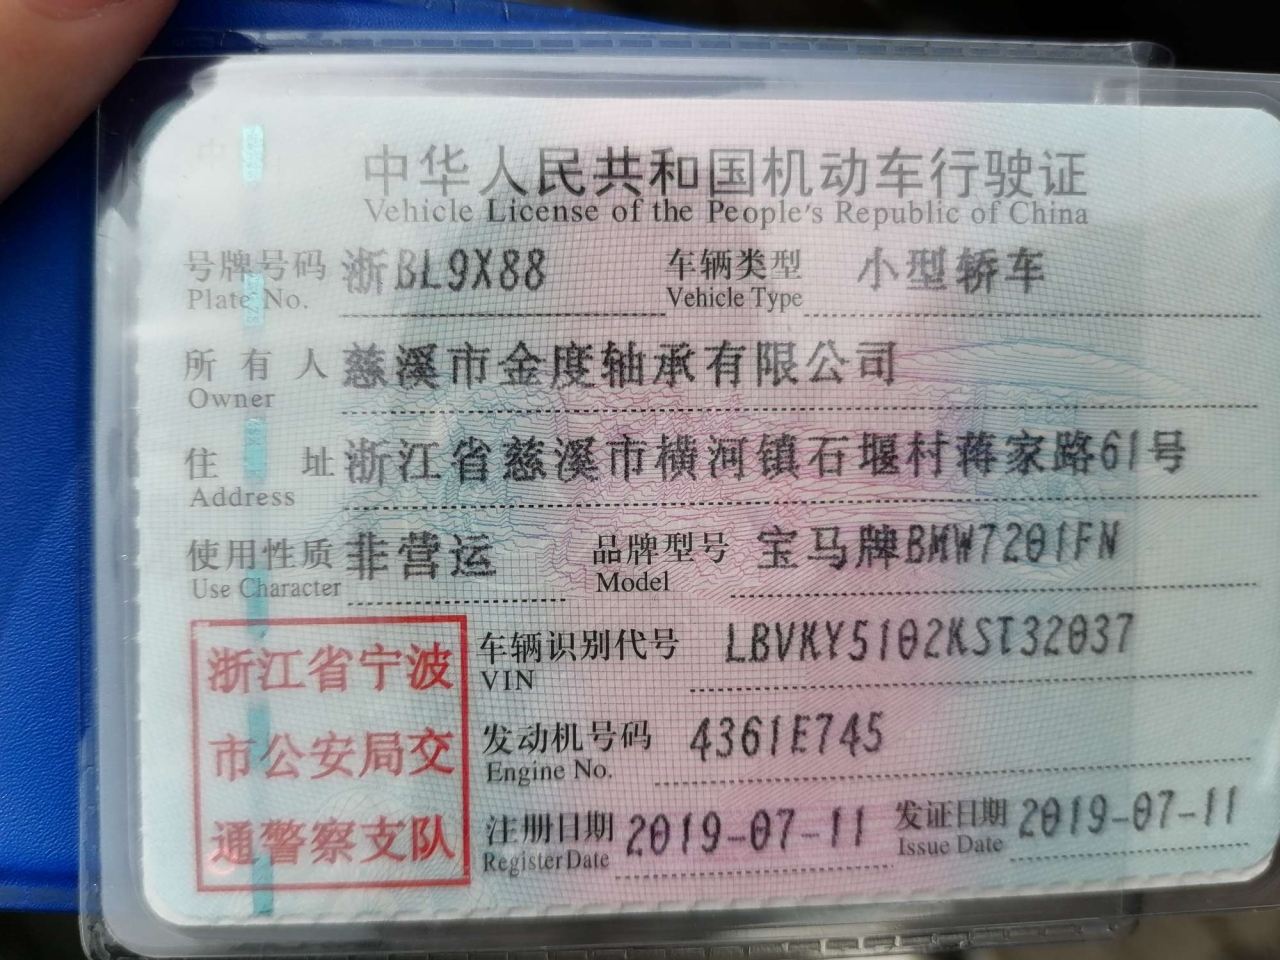 中华人民共和国机动车行驶证
Vehicle License of the People's Republic of China
号牌号码 浙BL9X88 车辆类型 小型轿车
Plate No. Vehicle Type
所有人 慈溪市金度轴承有限公司
Owner
住址 浙江省慈溪市横河镇石堰村蒋家路61号
Address
使用性质 非营运 品牌型号 宝马牌BMW7201FN
Use Character Model
浙江省宁波
市公安局交
通警察支队
车辆识别代号 LBVKY5102KST32037
VIN
发动机号码 4361E745
Engine No.
注册日期 2019-07-11 发证日期 2019-07-11
Register Date Issue Date